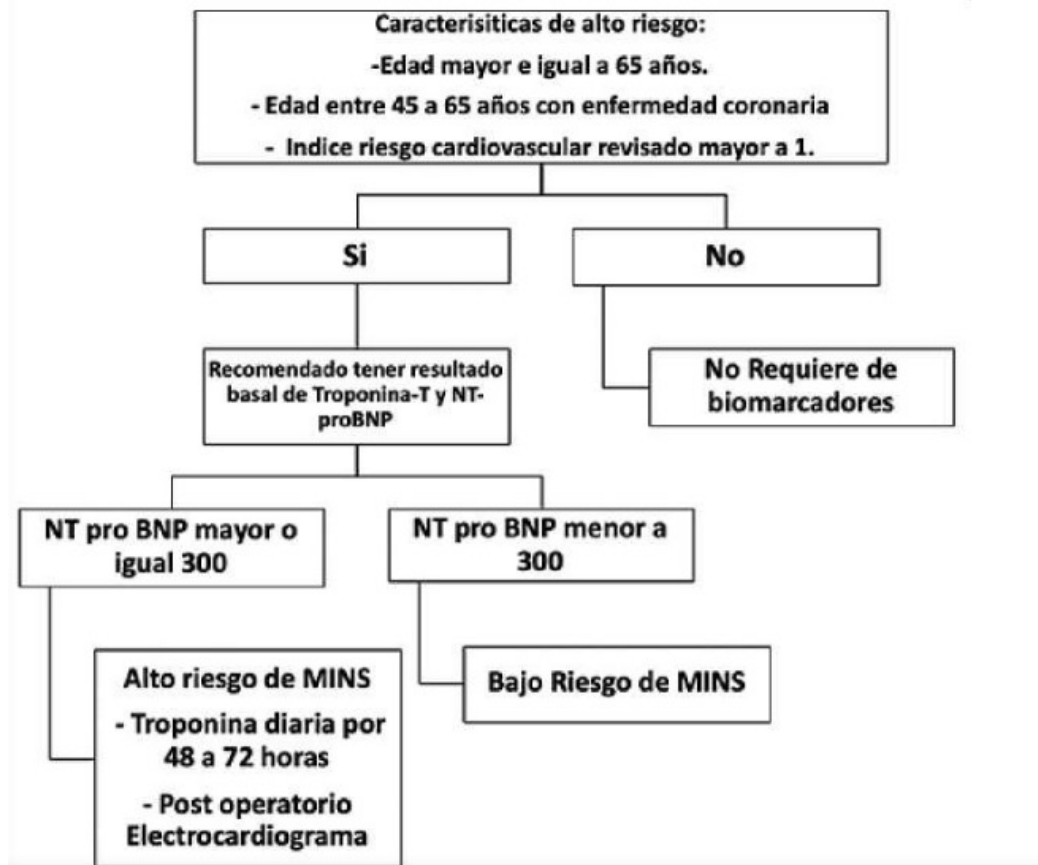 Caracterisiticas de alto riesgo:
-Edad mayor e igual a 65 años.
- Edad entre 45 a 65 años con enfermedad coronaria
- Indice riesgo cardiovascular revisado mayor a 1.
Si
No
Recomendado tener resultado
basal de Troponina-T y NT-
proBNP
No Requiere de
biomarcadores
NT pro BNP mayor o
igual 300
NT pro BNP menor a
300
Alto riesgo de MINS
- Troponina diaria por
48 a 72 horas
- Post operatorio
Electrocardiograma
Bajo Riesgo de MINS